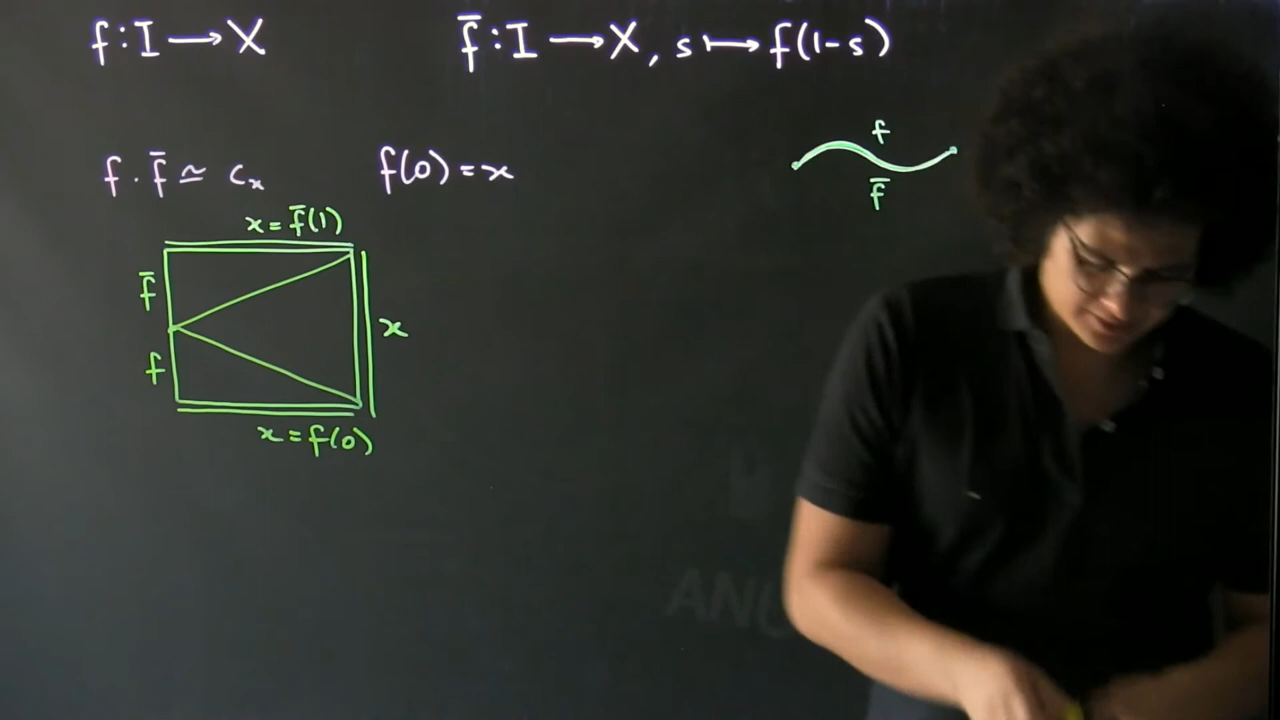 f : I ⟶ X
f̄ : I ⟶ X, s ⟼ f(1-s)
f · f̄ ≃ cₓ
f(0) = x
f
f̄
x = f̄(1)
f̄
f
x
x = f(0)